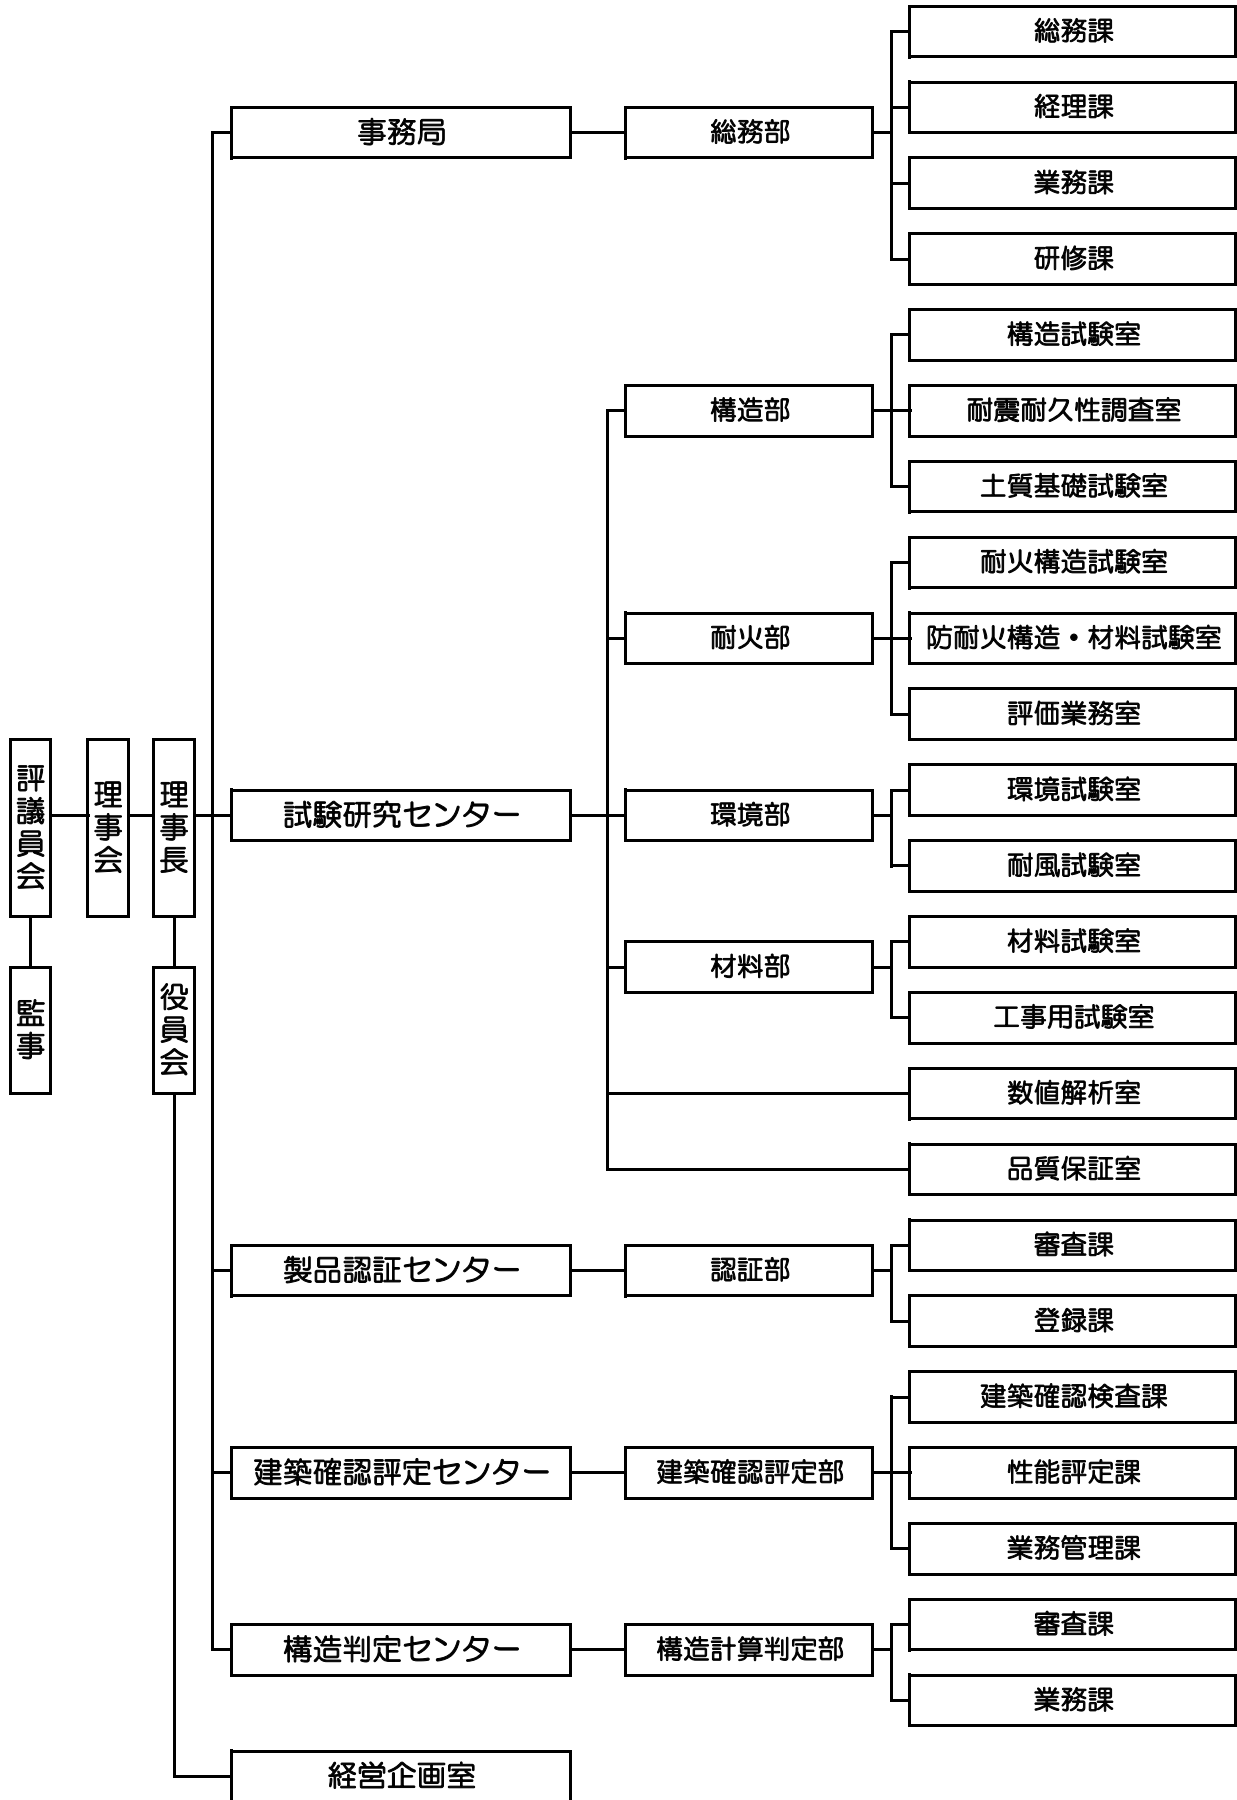 評議員会
監事
理事会
理事長
役員会
事務局
総務部
総務課
経理課
業務課
研修課
試験研究センター
構造部
構造試験室
耐震耐久性調査室
土質基礎試験室
耐火部
耐火構造試験室
防耐火構造・材料試験室
評価業務室
環境部
環境試験室
耐風試験室
材料部
材料試験室
工事用試験室
数値解析室
品質保証室
製品認証センター
認証部
審査課
登録課
建築確認評定センター
建築確認評定部
建築確認検査課
性能評定課
業務管理課
構造判定センター
構造計算判定部
審査課
業務課
経営企画室